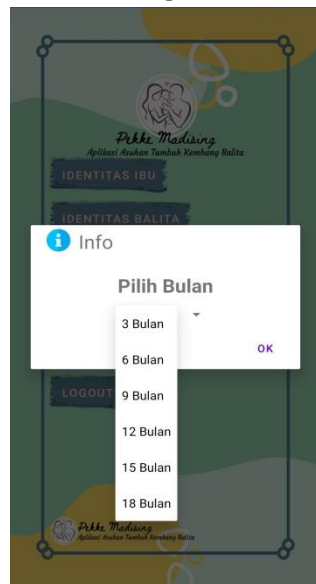 Pekke Madising
Aplikasi Asuhan Tumbuh Kembang Balita
IDENTITAS IBU
IDENTITAS BALITA
Info
Pilih Bulan
3 Bulan
6 Bulan
OK
9 Bulan
LOGOUT
12 Bulan
15 Bulan
18 Bulan
Pekke Madising
Aplikasi Asuhan Tumbuh Kembang Balita